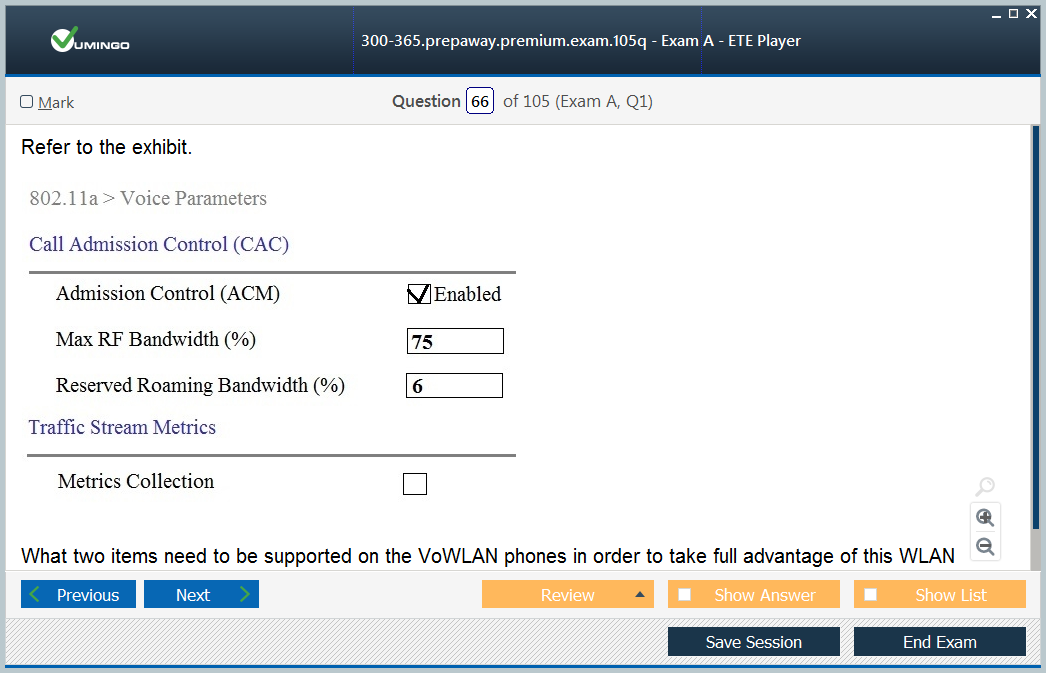 VUMINGO
300-365.prepaway.premium.exam.105q - Exam A - ETE Player
Mark
Question 66 of 105 (Exam A, Q1)
Refer to the exhibit.
802.11a > Voice Parameters
Call Admission Control (CAC)
Admission Control (ACM) Enabled
Max RF Bandwidth (%) 75
Reserved Roaming Bandwidth (%) 6
Traffic Stream Metrics
Metrics Collection
What two items need to be supported on the VoWLAN phones in order to take full advantage of this WLAN
Previous Next Review Show Answer Show List
Save Session End Exam